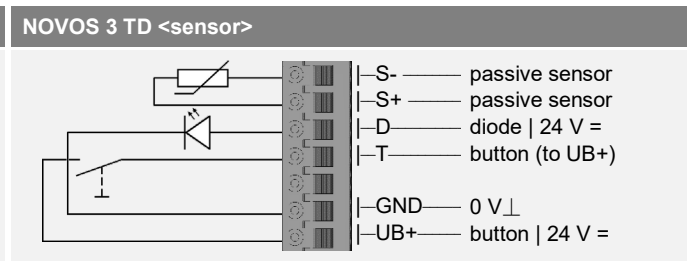 NOVOS 3 TD <sensor>
S- passive sensor
S+ passive sensor
D diode | 24 V =
T button (to UB+)
GND 0 V⊥
UB+ button | 24 V =